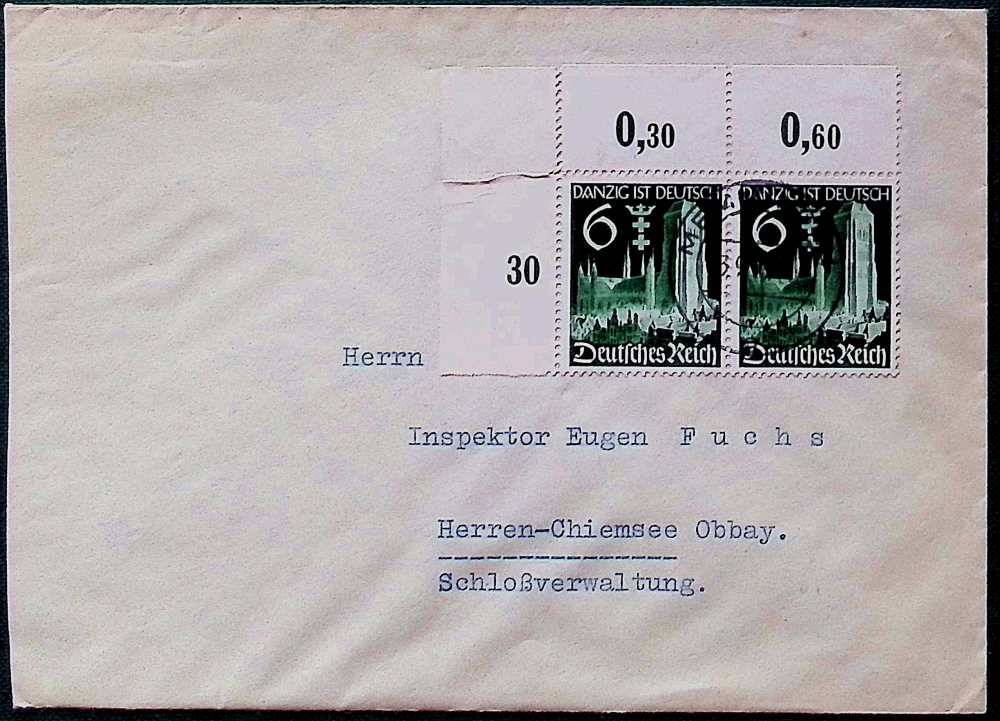 0,30 0,60
DANZIG IST DEUTSCH DANZIG IST DEUTSCH
6 6
30
Deutsches Reich Deutsches Reich
Herrn
Inspektor Eugen F u c h s
Herren-Chiemsee Obbay.
Schloßverwaltung.